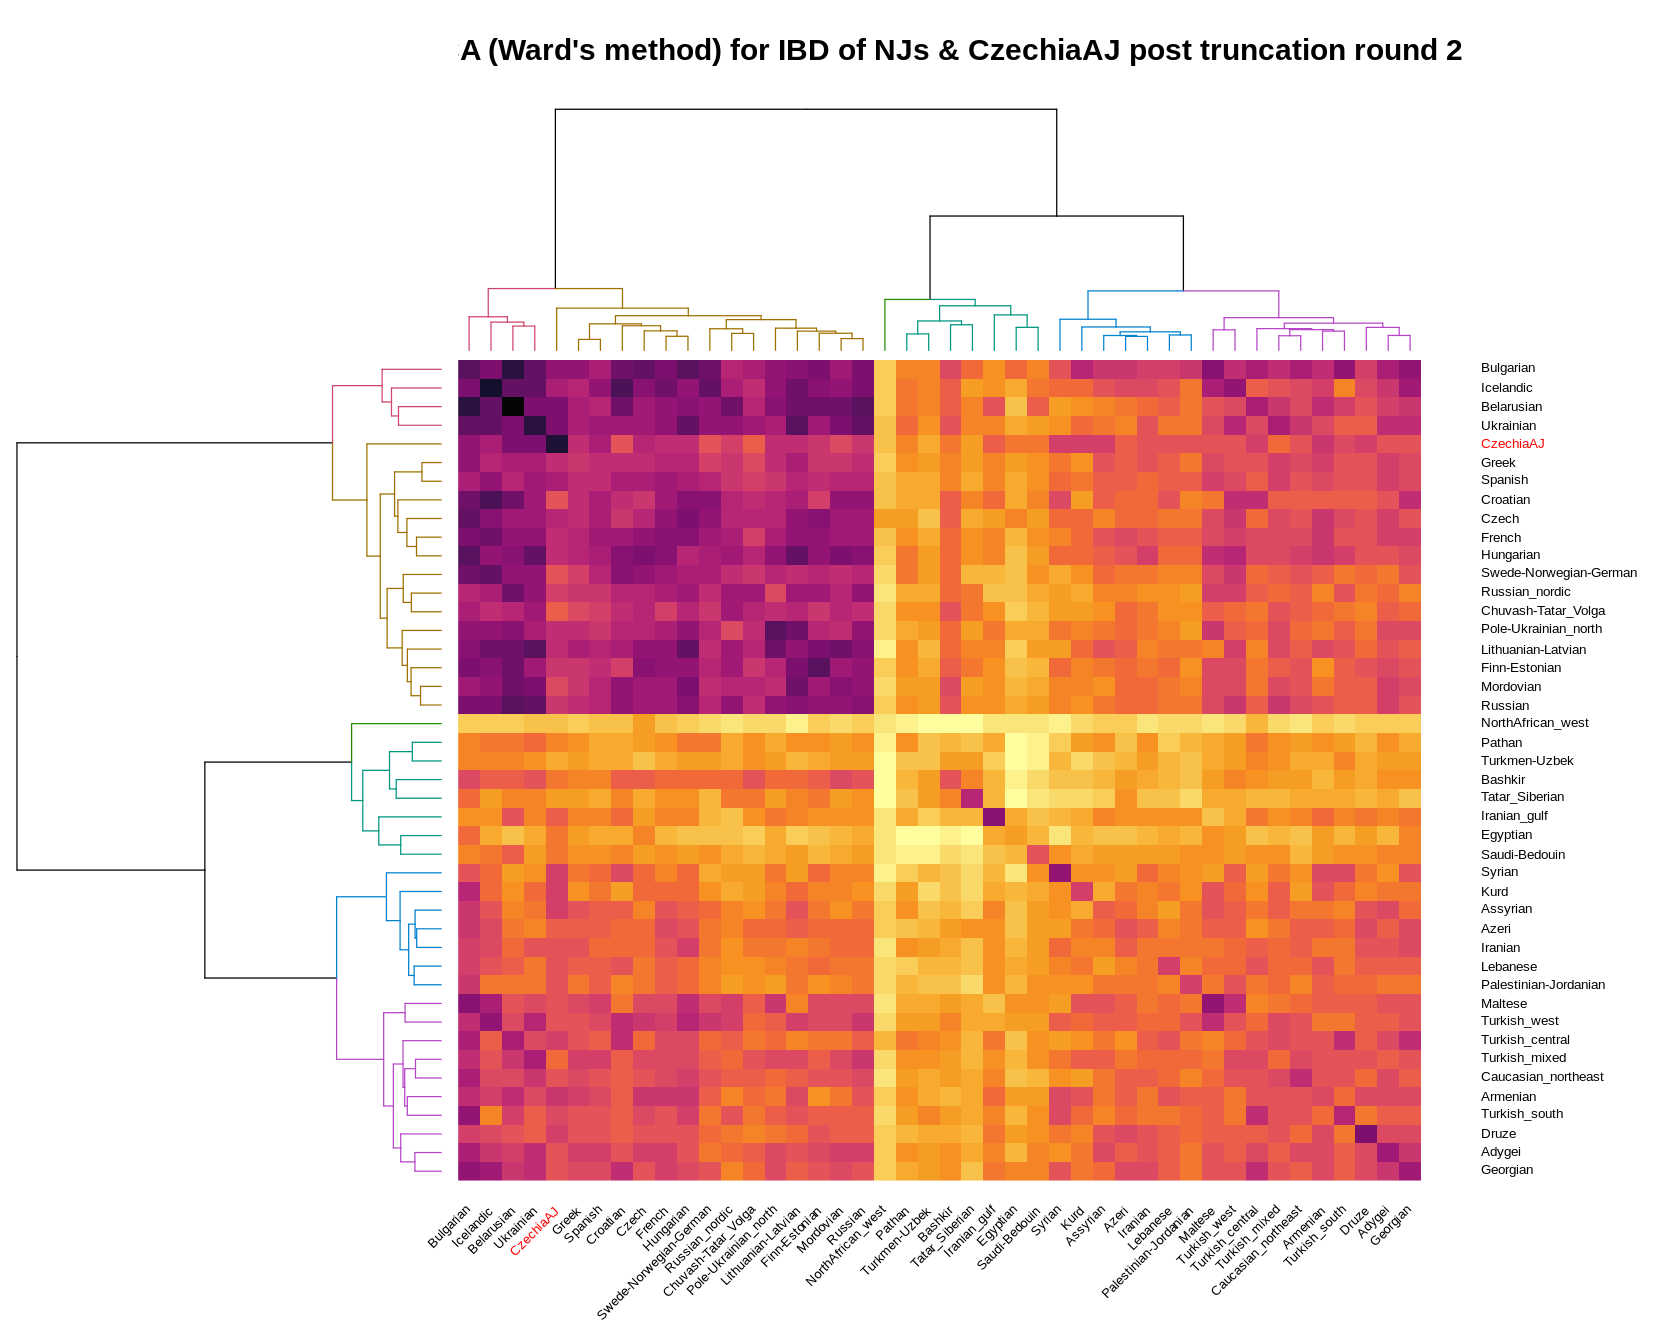 A (Ward's method) for IBD of NJs & CzechiaAJ post truncation round 2
Bulgarian
Icelandic
Belarusian
Ukrainian
CzechiaAJ
Greek
Spanish
Croatian
Czech
French
Hungarian
Swede-Norwegian-German
Russian_nordic
Chuvash-Tatar_Volga
Pole-Ukrainian_north
Lithuanian-Latvian
Finn-Estonian
Mordovian
Russian
NorthAfrican_west
Pathan
Turkmen-Uzbek
Bashkir
Tatar_Siberian
Iranian_gulf
Egyptian
Saudi-Bedouin
Syrian
Kurd
Assyrian
Azeri
Iranian
Lebanese
Palestinian-Jordanian
Maltese
Turkish_west
Turkish_central
Turkish_mixed
Caucasian_northeast
Armenian
Turkish_south
Druze
Adygei
Georgian
Bulgarian
Icelandic
Belarusian
Ukrainian
CzechiaAJ
Greek
Spanish
Croatian
Czech
French
Hungarian
Swede-Norwegian-German
Russian_nordic
Chuvash-Tatar_Volga
Pole-Ukrainian_north
Lithuanian-Latvian
Finn-Estonian
Mordovian
Russian
NorthAfrican_west
Pathan
Turkmen-Uzbek
Bashkir
Tatar_Siberian
Iranian_gulf
Egyptian
Saudi-Bedouin
Syrian
Kurd
Assyrian
Azeri
Iranian
Lebanese
Palestinian-Jordanian
Maltese
Turkish_west
Turkish_central
Turkish_mixed
Caucasian_northeast
Armenian
Turkish_south
Druze
Adygei
Georgian